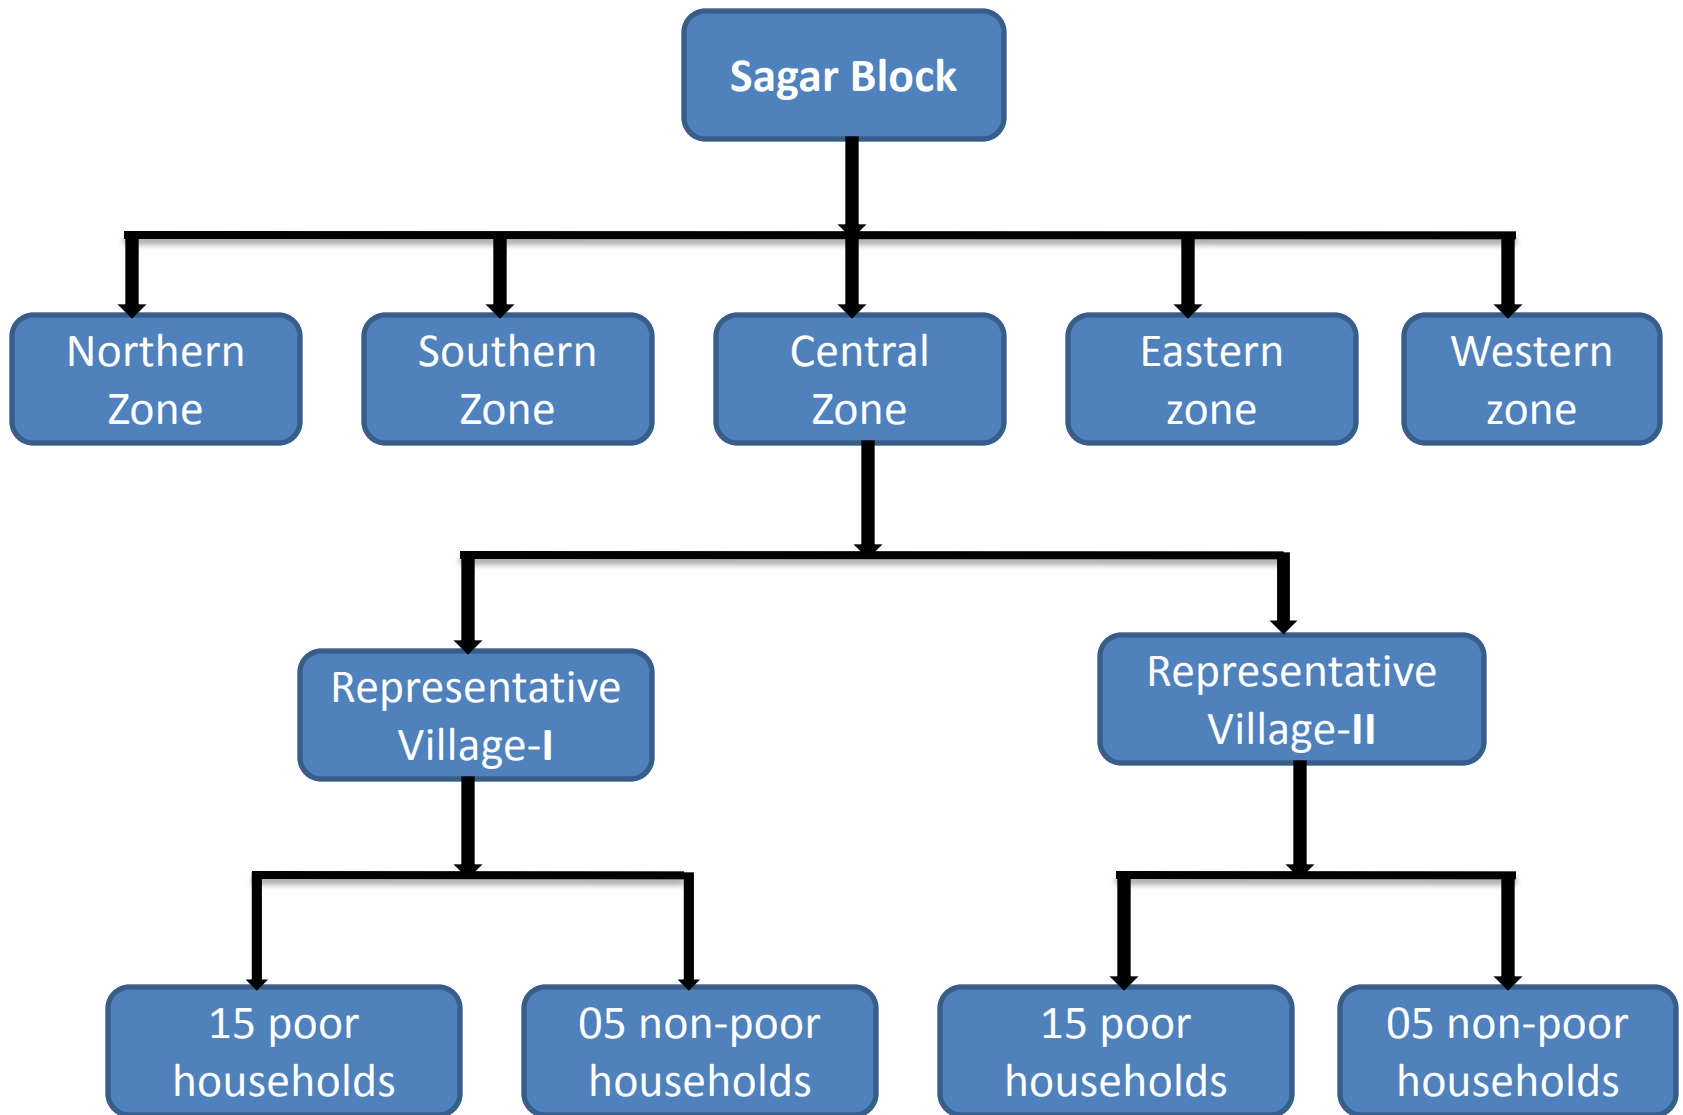 Sagar Block
Northern
Zone
Southern
Zone
Central
Zone
Eastern
zone
Western
zone
Representative
Village-I
Representative
Village-II
15 poor
households
05 non-poor
households
15 poor
households
05 non-poor
households